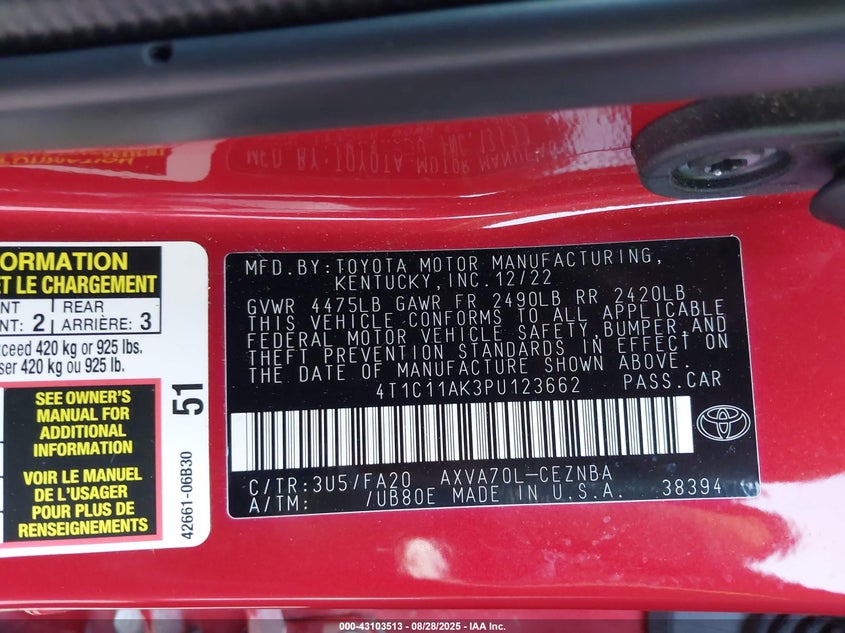 ORMATION
ET LE CHARGEMENT
NT 2 REAR 3
NT: ARRIÈRE:
xceed 420 kg or 925 lbs.
ser 420 kg ou 925 lb.
SEE OWNER'S
MANUAL FOR
ADDITIONAL
INFORMATION
VOIR LE MANUEL
DE L'USAGER
POUR PLUS DE
RENSEIGNEMENTS
51
42661-06B30
MFD. BY: TOYOTA MOTOR MANUFACTURING,
KENTUCKY, INC. 12/22
GVWR 4475LB GAWR FR 2490LB RR 2420LB
THIS VEHICLE CONFORMS TO ALL APPLICABLE
FEDERAL MOTOR VEHICLE SAFETY, BUMPER, AND
THEFT PREVENTION STANDARDS IN EFFECT ON
THE DATE OF MANUFACTURE SHOWN ABOVE.
4T1C11AK3PU123662 PASS.CAR
C/TR:3U5/FA20 AXVA70L-CEZNBA
A/TM: /UB80E MADE IN U.S.A. 38394
000-43103513 - 08/28/2025 - IAA Inc.